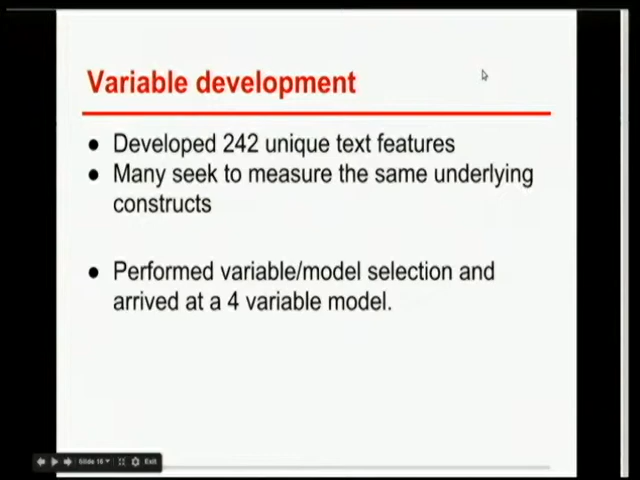 Variable development
● Developed 242 unique text features
● Many seek to measure the same underlying
constructs
● Performed variable/model selection and
arrived at a 4 variable model.
Slide 16 Exit